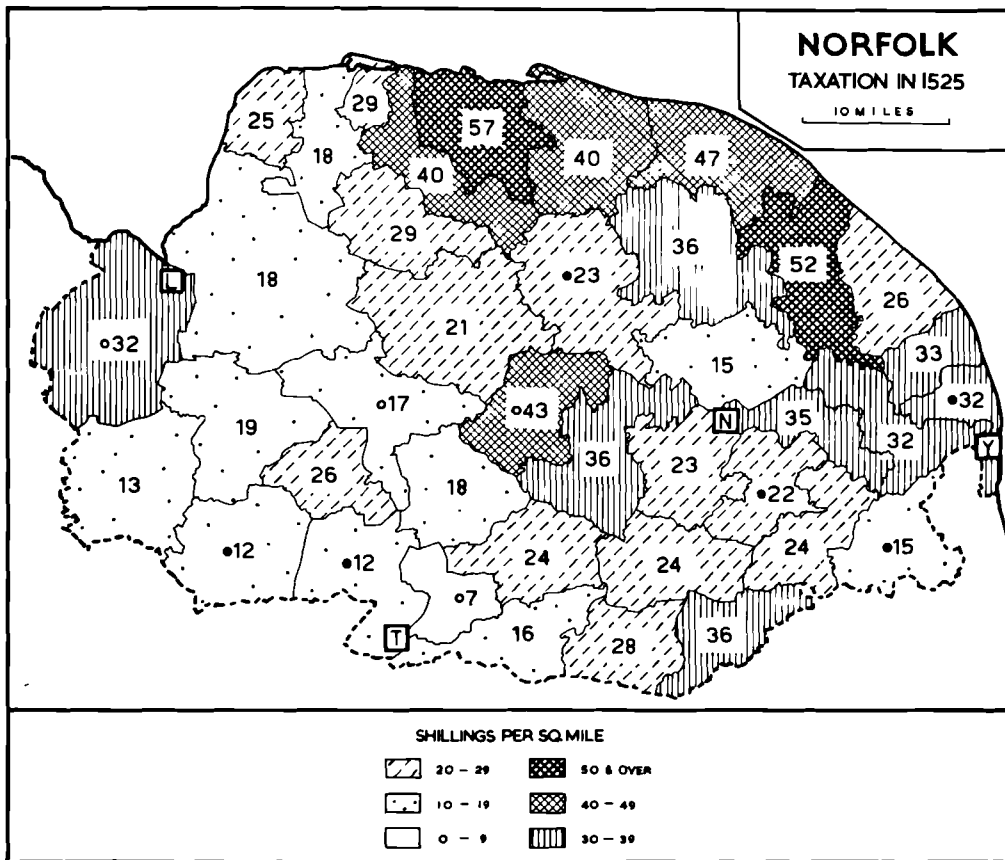 NORFOLK
TAXATION IN 1525
10 MILES
25
18
29
57
40
40
47
29
36
18
23
52
26
L
32
21
15
33
17
43
32
19
N
35
36
23
32
Y
26
13
18
22
12
12
24
24
24
15
7
T
16
28
36
SHILLINGS PER SQ. MILE
20 - 29
50 & OVER
10 - 19
40 - 49
0 - 9
30 - 39